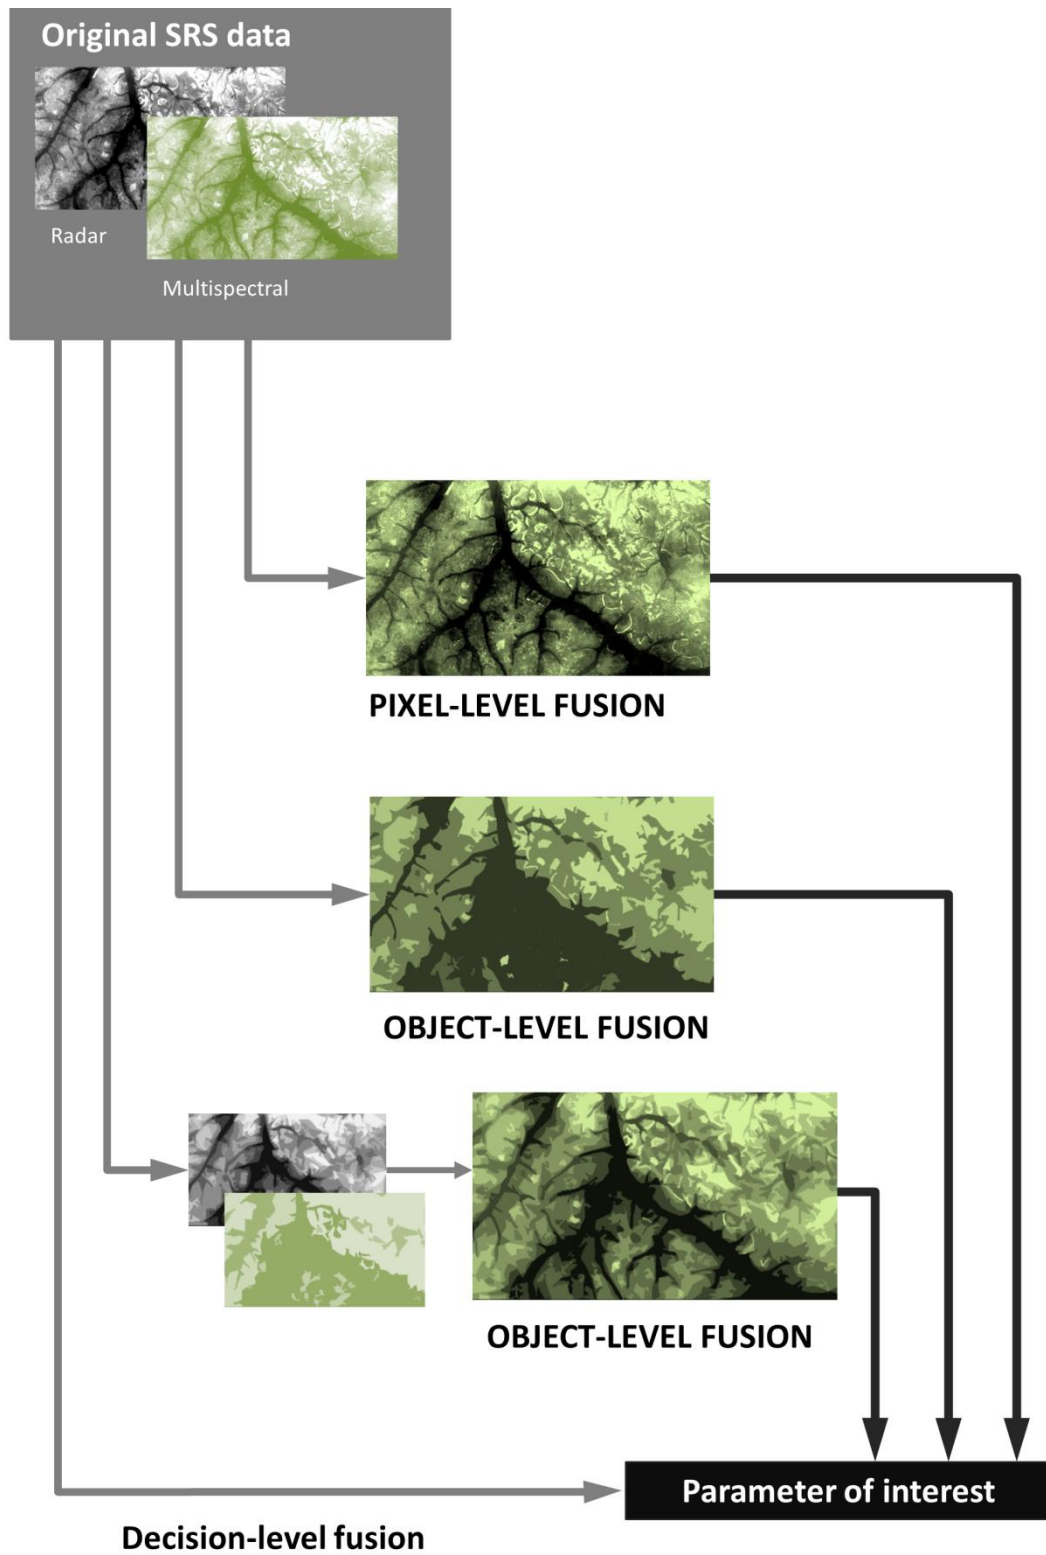 Original SRS data
Radar
Multispectral
PIXEL-LEVEL FUSION
OBJECT-LEVEL FUSION
OBJECT-LEVEL FUSION
Parameter of interest
Decision-level fusion